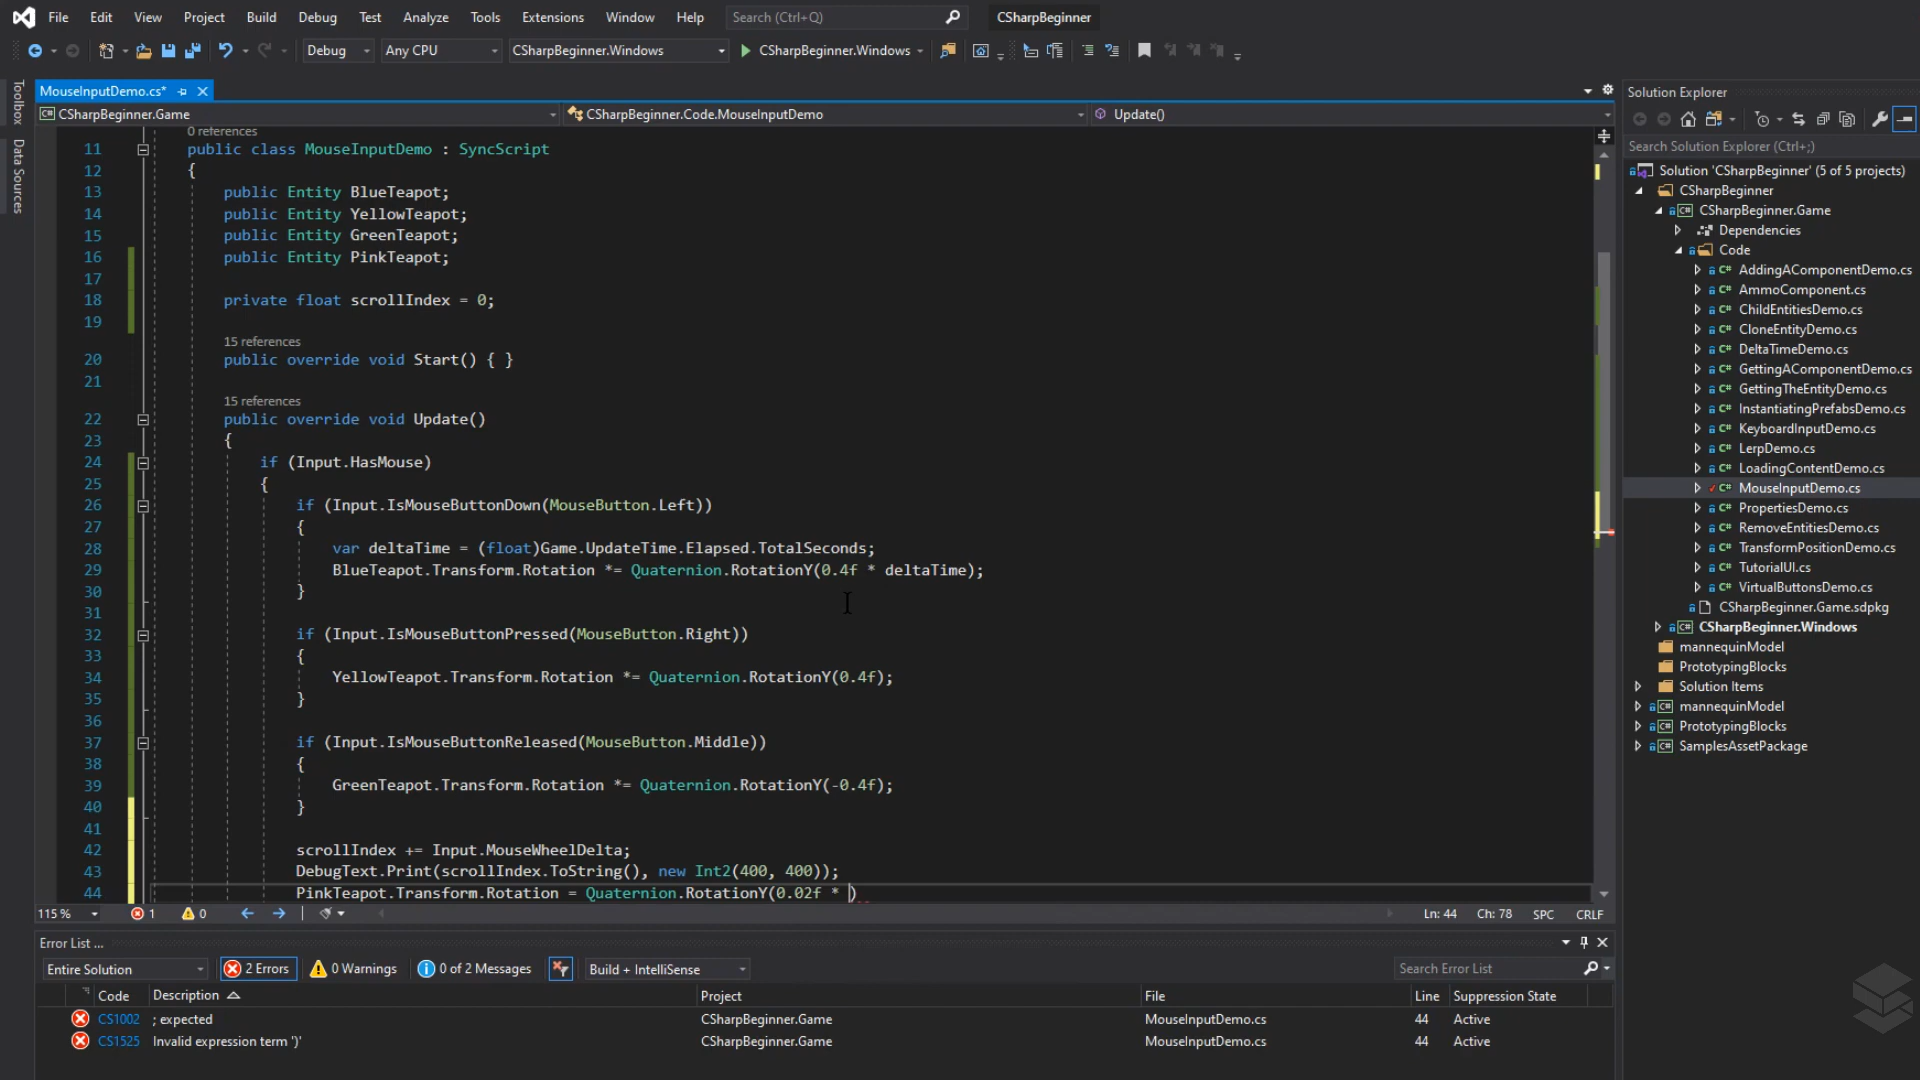 File Edit View Project Build Debug Test Analyze Tools Extensions Window Help Search (Ctrl+Q) CSharpBeginner
Debug Any CPU CSharpBeginner.Windows CSharpBeginner.Windows
Toolbox
Data Sources
MouseInputDemo.cs*
CSharpBeginner.Game CSharpBeginner.Code.MouseInputDemo Update()
0 references
11 public class MouseInputDemo : SyncScript
12 {
13 public Entity BlueTeapot;
14 public Entity YellowTeapot;
15 public Entity GreenTeapot;
16 public Entity PinkTeapot;
17
18 private float scrollIndex = 0;
19
15 references
20 public override void Start() { }
21
15 references
22 public override void Update()
23 {
24 if (Input.HasMouse)
25 {
26 if (Input.IsMouseButtonDown(MouseButton.Left))
27 {
28 var deltaTime = (float)Game.UpdateTime.Elapsed.TotalSeconds;
29 BlueTeapot.Transform.Rotation *= Quaternion.RotationY(0.4f * deltaTime);
30 }
31
32 if (Input.IsMouseButtonPressed(MouseButton.Right))
33 {
34 YellowTeapot.Transform.Rotation *= Quaternion.RotationY(0.4f);
35 }
36
37 if (Input.IsMouseButtonReleased(MouseButton.Middle))
38 {
39 GreenTeapot.Transform.Rotation *= Quaternion.RotationY(-0.4f);
40 }
41
42 scrollIndex += Input.MouseWheelDelta;
43 DebugText.Print(scrollIndex.ToString(), new Int2(400, 400));
44 PinkTeapot.Transform.Rotation = Quaternion.RotationY(0.02f * )
115 % 1 0 Ln: 44 Ch: 78 SPC CRLF
Error List ...
Entire Solution 2 Errors 0 Warnings 0 of 2 Messages Build + IntelliSense Search Error List
Code Description Project File Line Suppression State
CS1002 ; expected CSharpBeginner.Game MouseInputDemo.cs 44 Active
CS1525 Invalid expression term ')' CSharpBeginner.Game MouseInputDemo.cs 44 Active
Solution Explorer
Search Solution Explorer (Ctrl+;)
Solution 'CSharpBeginner' (5 of 5 projects)
CSharpBeginner
CSharpBeginner.Game
Dependencies
Code
AddingAComponentDemo.cs
AmmoComponent.cs
ChildEntitiesDemo.cs
CloneEntityDemo.cs
DeltaTimeDemo.cs
GettingAComponentDemo.cs
GettingTheEntityDemo.cs
InstantiatingPrefabsDemo.cs
KeyboardInputDemo.cs
LerpDemo.cs
LoadingContentDemo.cs
MouseInputDemo.cs
PropertiesDemo.cs
RemoveEntitiesDemo.cs
TransformPositionDemo.cs
TutorialUI.cs
VirtualButtonsDemo.cs
CSharpBeginner.Game.sdpkg
CSharpBeginner.Windows
mannequinModel
PrototypingBlocks
Solution Items
mannequinModel
PrototypingBlocks
SamplesAssetPackage